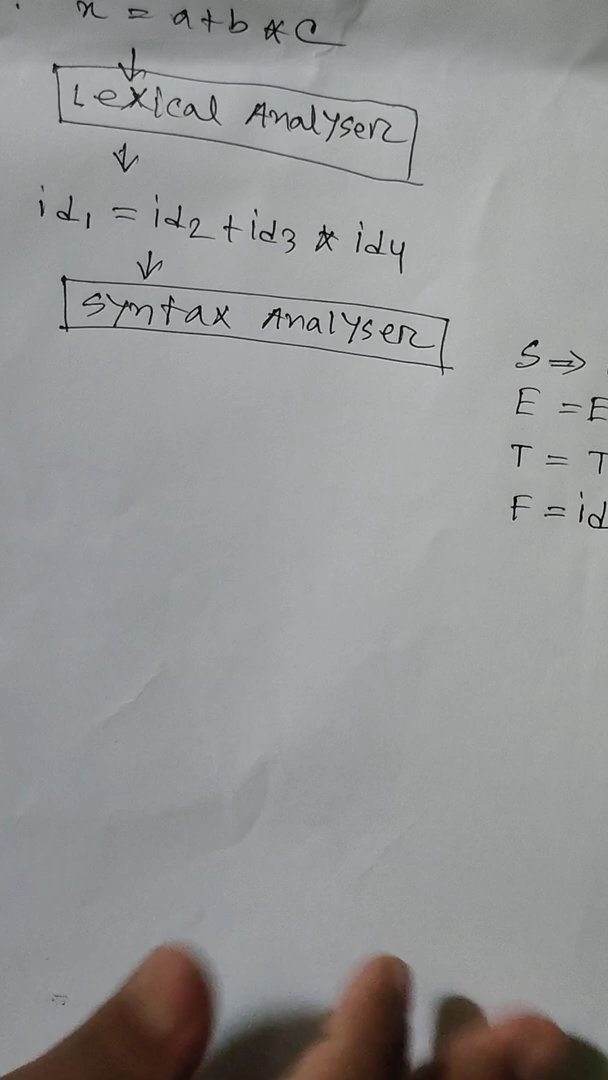 x = a+b*c
Lexical Analyser
id1 = id2 + id3 * id4
Syntax Analyser
S ⇒
E = E
T = T
F = id